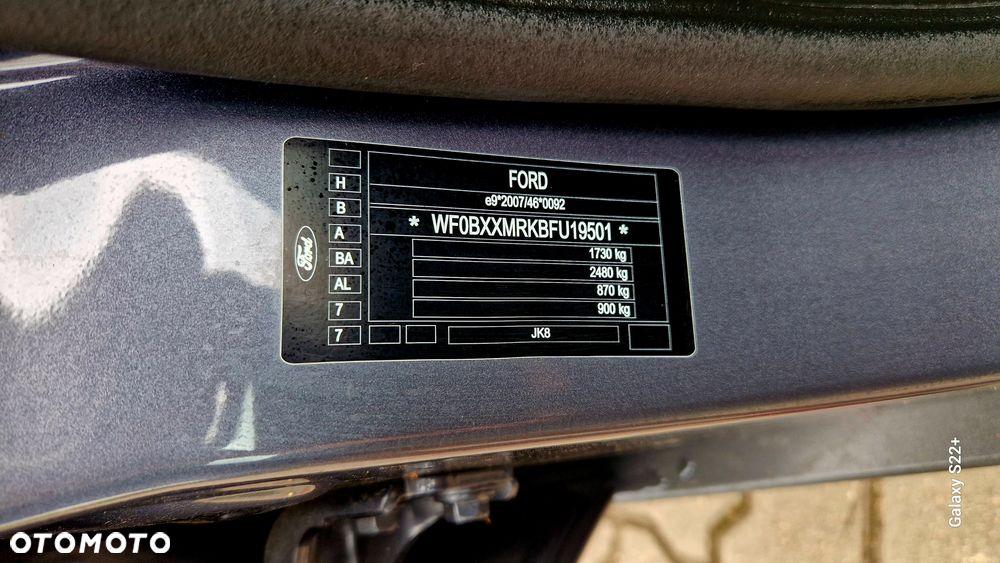 FORD
e9*2007/46*0092
* WF0BXXMRKBFU19501 *
1730 kg
2480 kg
870 kg
900 kg
JK8
H
B
A
BA
AL
7
7
Ford
Galaxy S22+
OTOMOTO